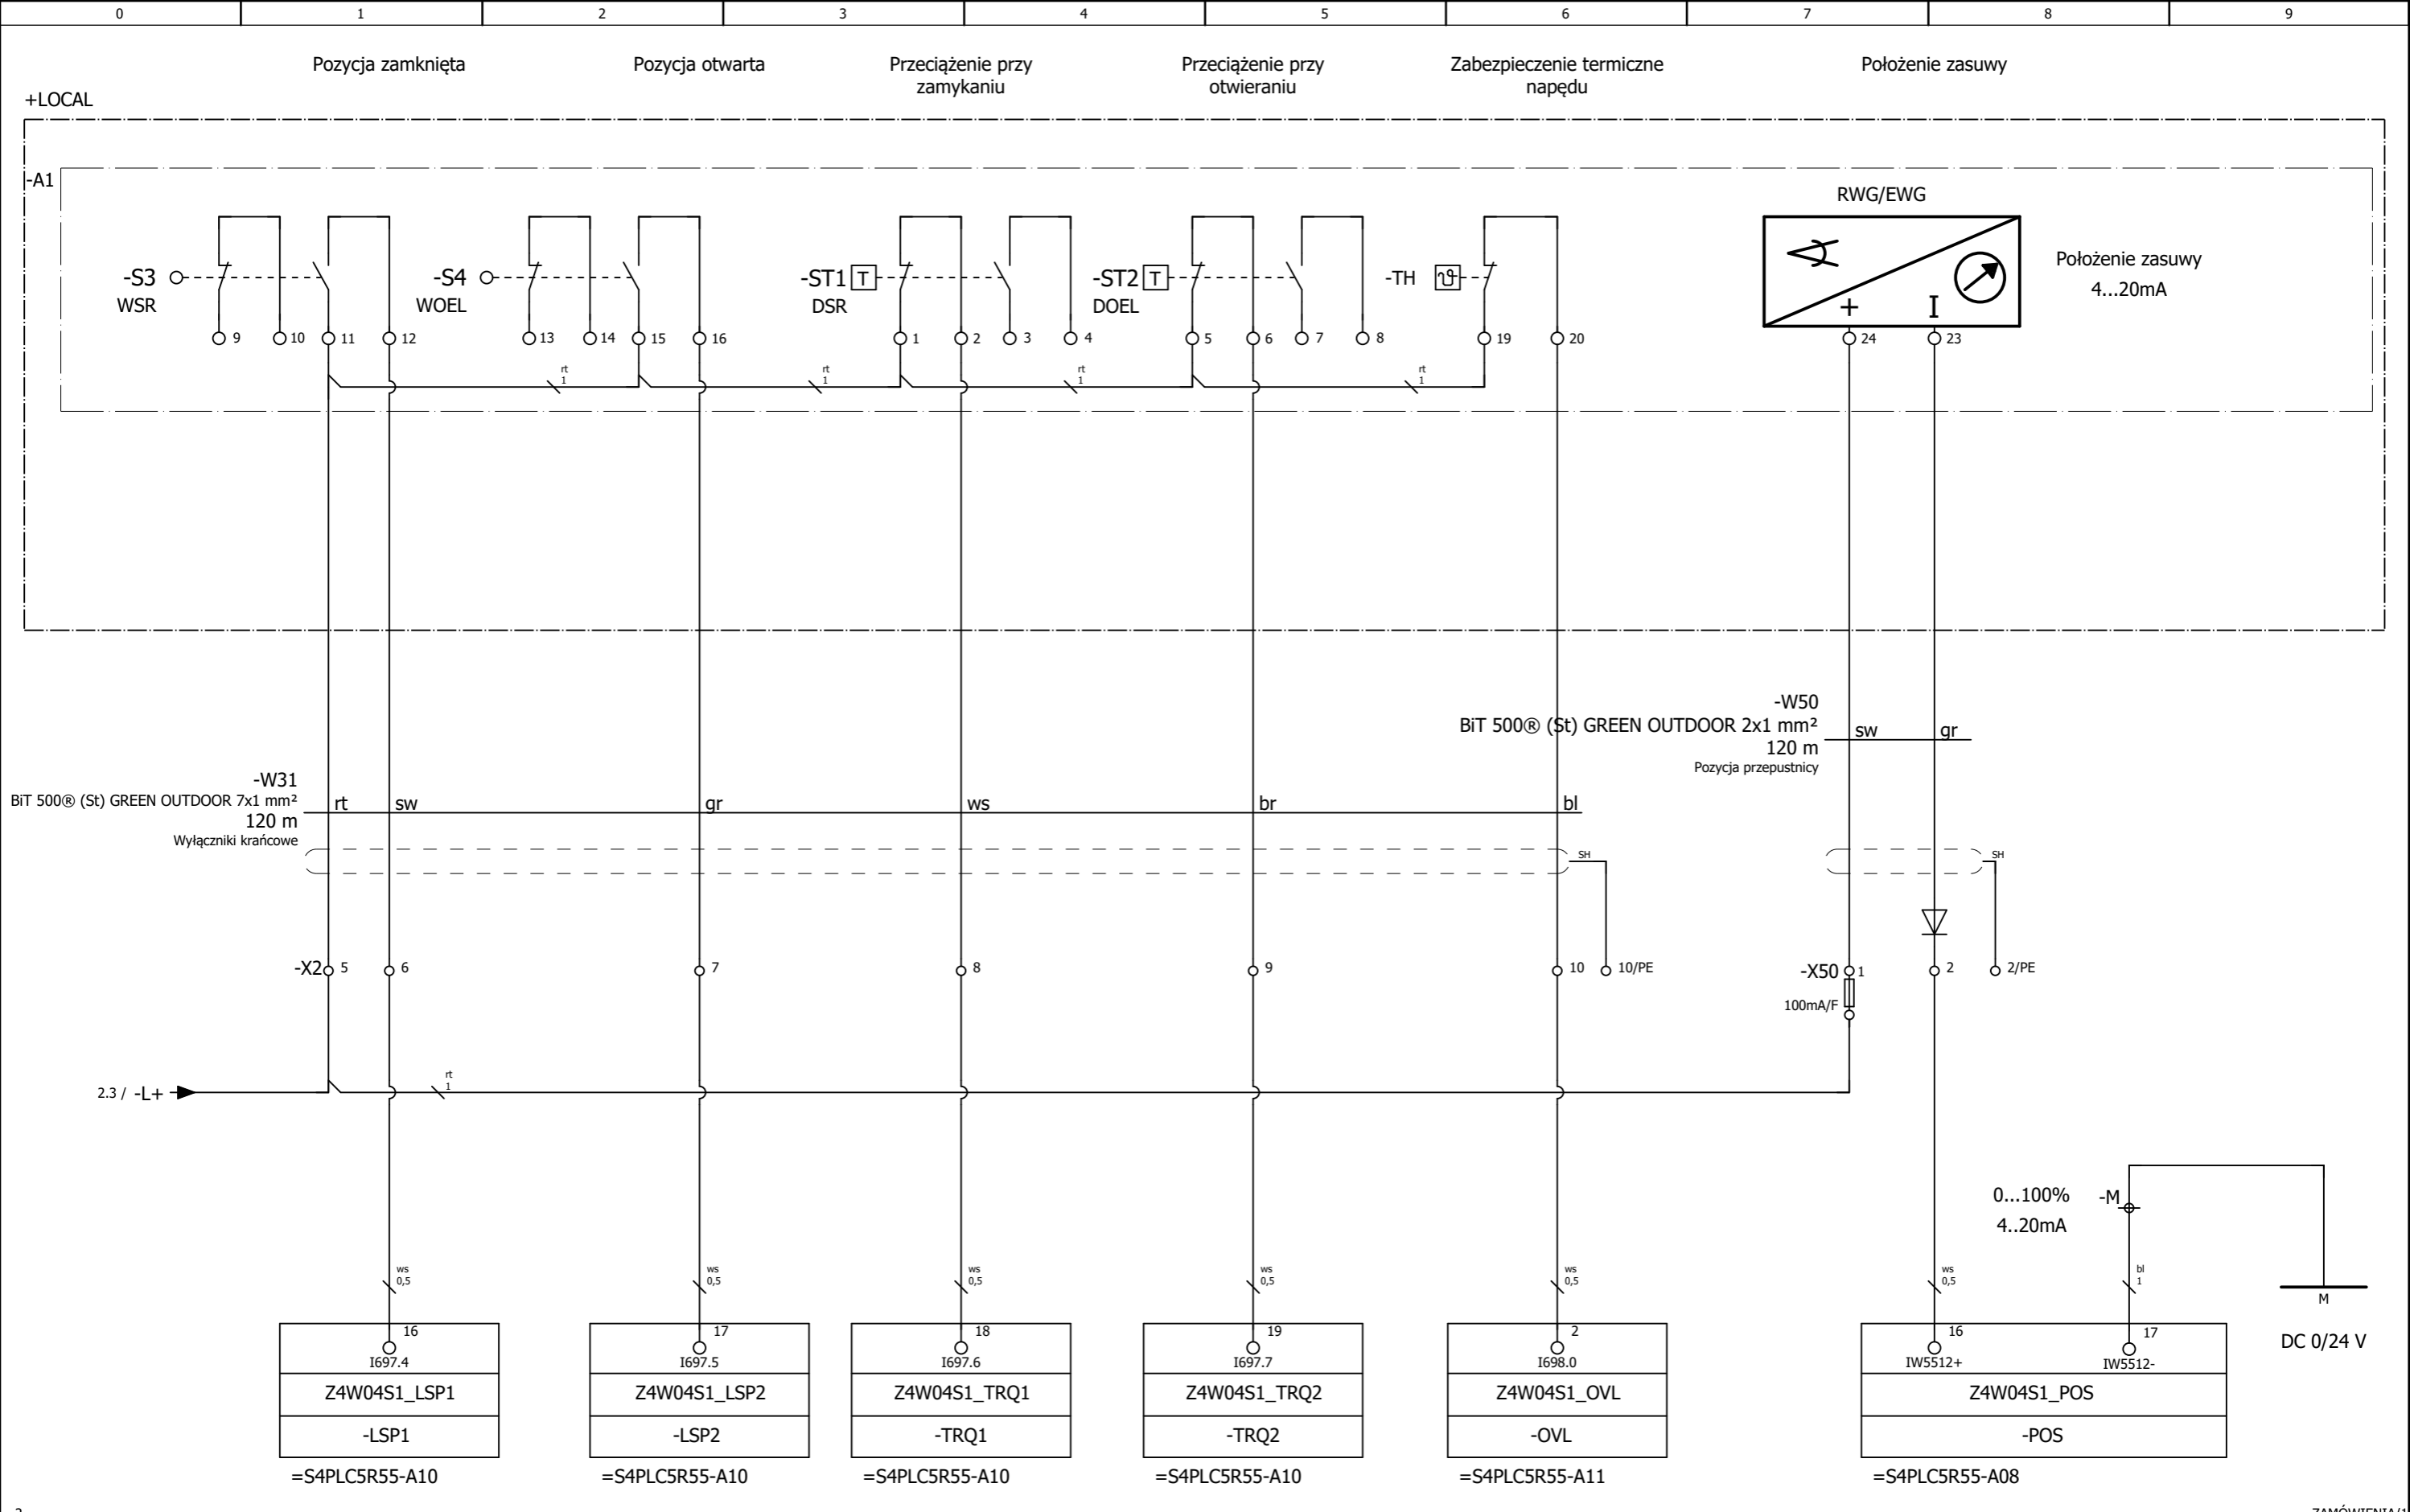 0 1 2 3 4 5 6 7 8 9
Pozycja zamknięta
Pozycja otwarta
Przeciążenie przy
zamykaniu
Przeciążenie przy
otwieraniu
Zabezpieczenie termiczne
napędu
Położenie zasuwy
+LOCAL
-A1
-S3
WSR
9 10 11 12
-S4
WOEL
13 14 15 16
-ST1 T
DSR
1 2 3 4
-ST2 T
DOEL
5 6 7 8
-TH ϑ
19 20
RWG/EWG
+ I
24 23
Położenie zasuwy
4...20mA
rt
1
rt
1
rt
1
rt
1
-W50
BiT 500® (St) GREEN OUTDOOR 2x1 mm²
120 m
Pozycja przepustnicy
sw gr
-W31
BiT 500® (St) GREEN OUTDOOR 7x1 mm²
120 m
Wyłączniki krańcowe
rt sw gr ws br bl
SH
SH
-X2 5 6 7 8 9 10 10/PE
-X50 1 2 2/PE
100mA/F
2.3 / -L+
rt
1
0...100%
4..20mA
-M
ws
0,5
ws
0,5
ws
0,5
ws
0,5
ws
0,5
ws
0,5
bl
1
M
DC 0/24 V
16
I697.4
Z4W04S1_LSP1
-LSP1
=S4PLC5R55-A10
17
I697.5
Z4W04S1_LSP2
-LSP2
=S4PLC5R55-A10
18
I697.6
Z4W04S1_TRQ1
-TRQ1
=S4PLC5R55-A10
19
I697.7
Z4W04S1_TRQ2
-TRQ2
=S4PLC5R55-A10
2
I698.0
Z4W04S1_OVL
-OVL
=S4PLC5R55-A11
16 17
IW5512+ IW5512-
Z4W04S1_POS
-POS
=S4PLC5R55-A08